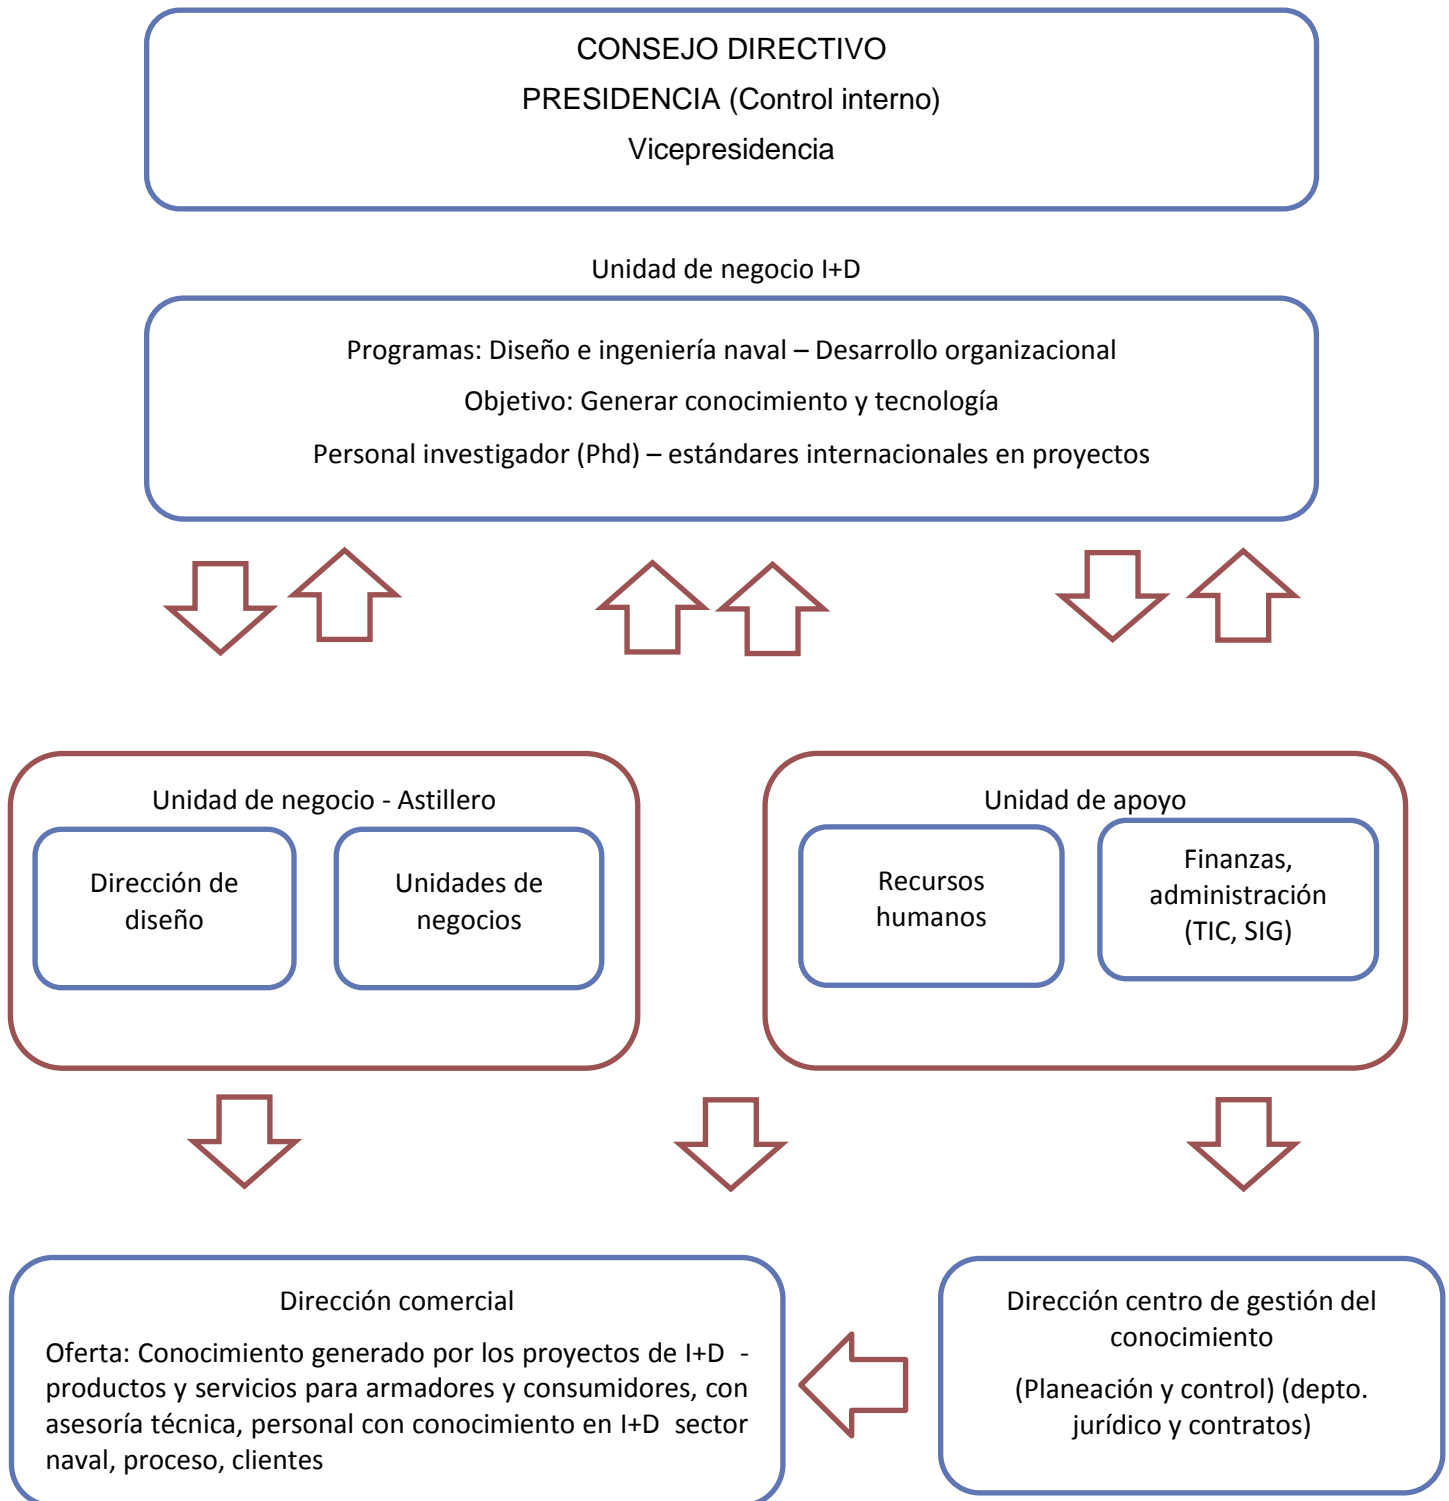 CONSEJO DIRECTIVO
PRESIDENCIA (Control interno)
Vicepresidencia
Unidad de negocio I+D
Programas: Diseño e ingeniería naval – Desarrollo organizacional
Objetivo: Generar conocimiento y tecnología
Personal investigador (Phd) – estándares internacionales en proyectos
Unidad de negocio - Astillero
Dirección de
diseño
Unidades de
negocios
Unidad de apoyo
Recursos
humanos
Finanzas,
administración
(TIC, SIG)
Dirección comercial
Oferta: Conocimiento generado por los proyectos de I+D -
productos y servicios para armadores y consumidores, con
asesoría técnica, personal con conocimiento en I+D sector
naval, proceso, clientes
Dirección centro de gestión del
conocimiento
(Planeación y control) (depto.
jurídico y contratos)